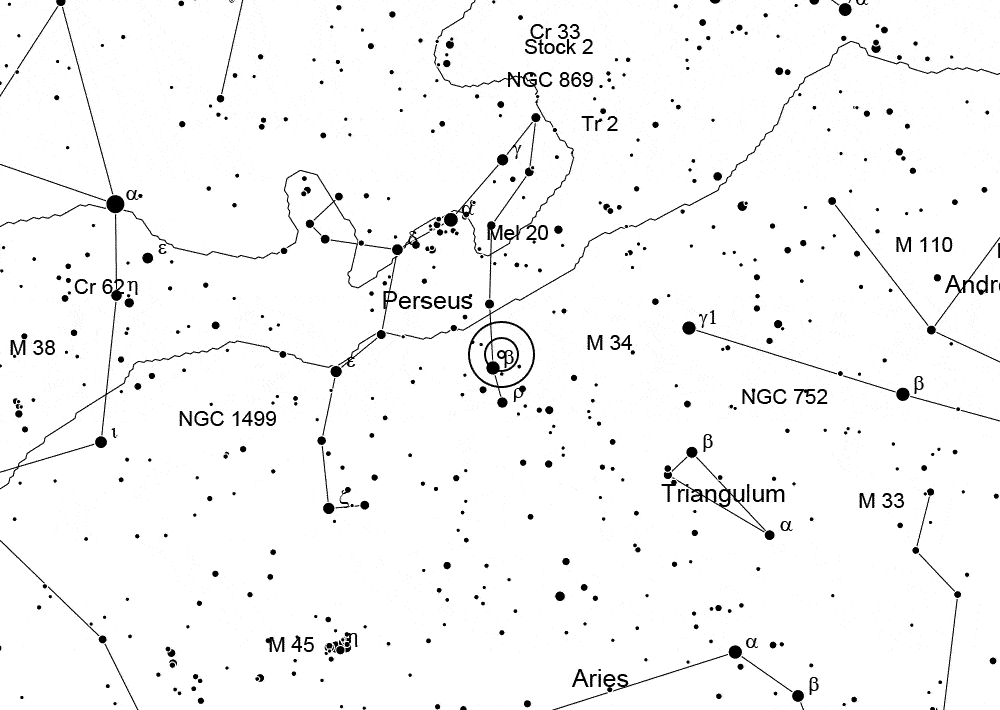 α
Cr 33
Stock 2
NGC 869
Tr 2
γ
α
α
δ
Mel 20
M 110
ε
Andr
Cr 62 η
Perseus
γ1
M 38
M 34
β
ε
β
NGC 752
ρ
NGC 1499
ι
β
Triangulum
M 33
ζ
α
M 45
η
α
Aries
β